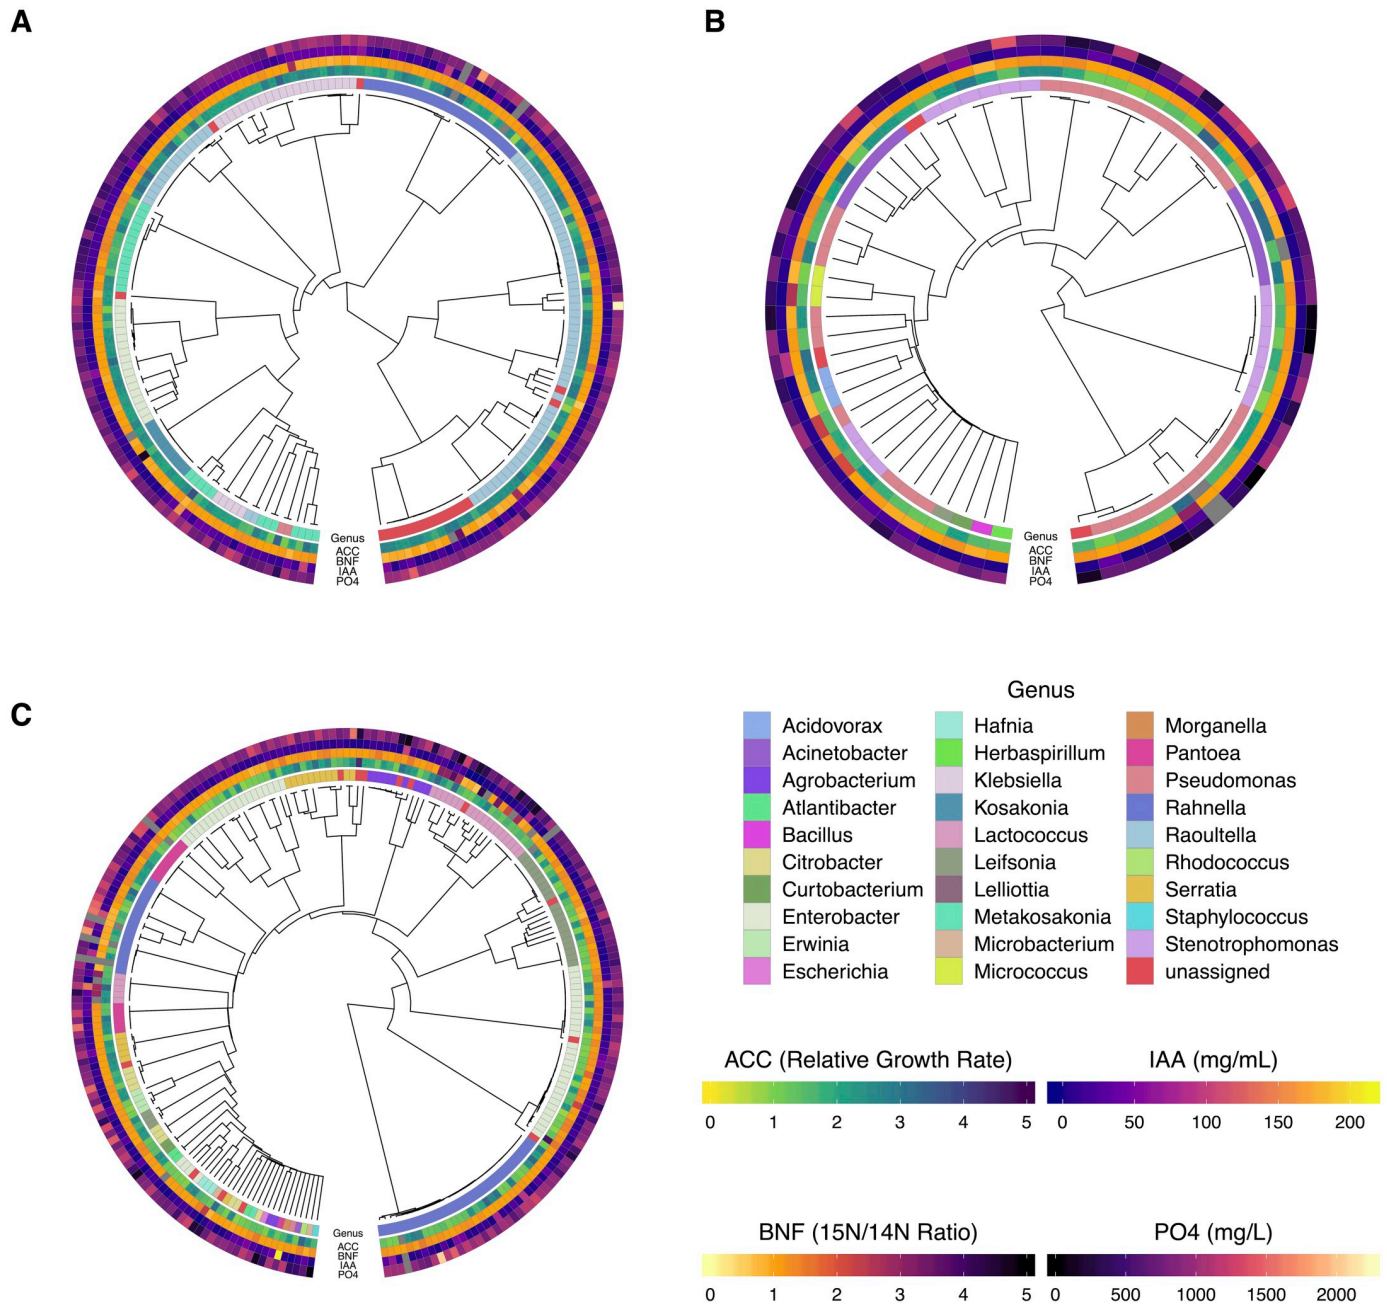 A
B
Genus
ACC
BNF
IAA
PO4
Genus
ACC
BNF
IAA
PO4
C
Genus
ACC
BNF
IAA
PO4
Genus
Acidovorax
Acinetobacter
Agrobacterium
Atlantibacter
Bacillus
Citrobacter
Curtobacterium
Enterobacter
Erwinia
Escherichia
Hafnia
Herbaspirillum
Klebsiella
Kosakonia
Lactococcus
Leifsonia
Lelliottia
Metakosakonia
Microbacterium
Micrococcus
Morganella
Pantoea
Pseudomonas
Rahnella
Raoultella
Rhodococcus
Serratia
Staphylococcus
Stenotrophomonas
unassigned
ACC (Relative Growth Rate)
0 1 2 3 4 5
IAA (mg/mL)
0 50 100 150 200
BNF (15N/14N Ratio)
0 1 2 3 4 5
PO4 (mg/L)
0 500 1000 1500 2000